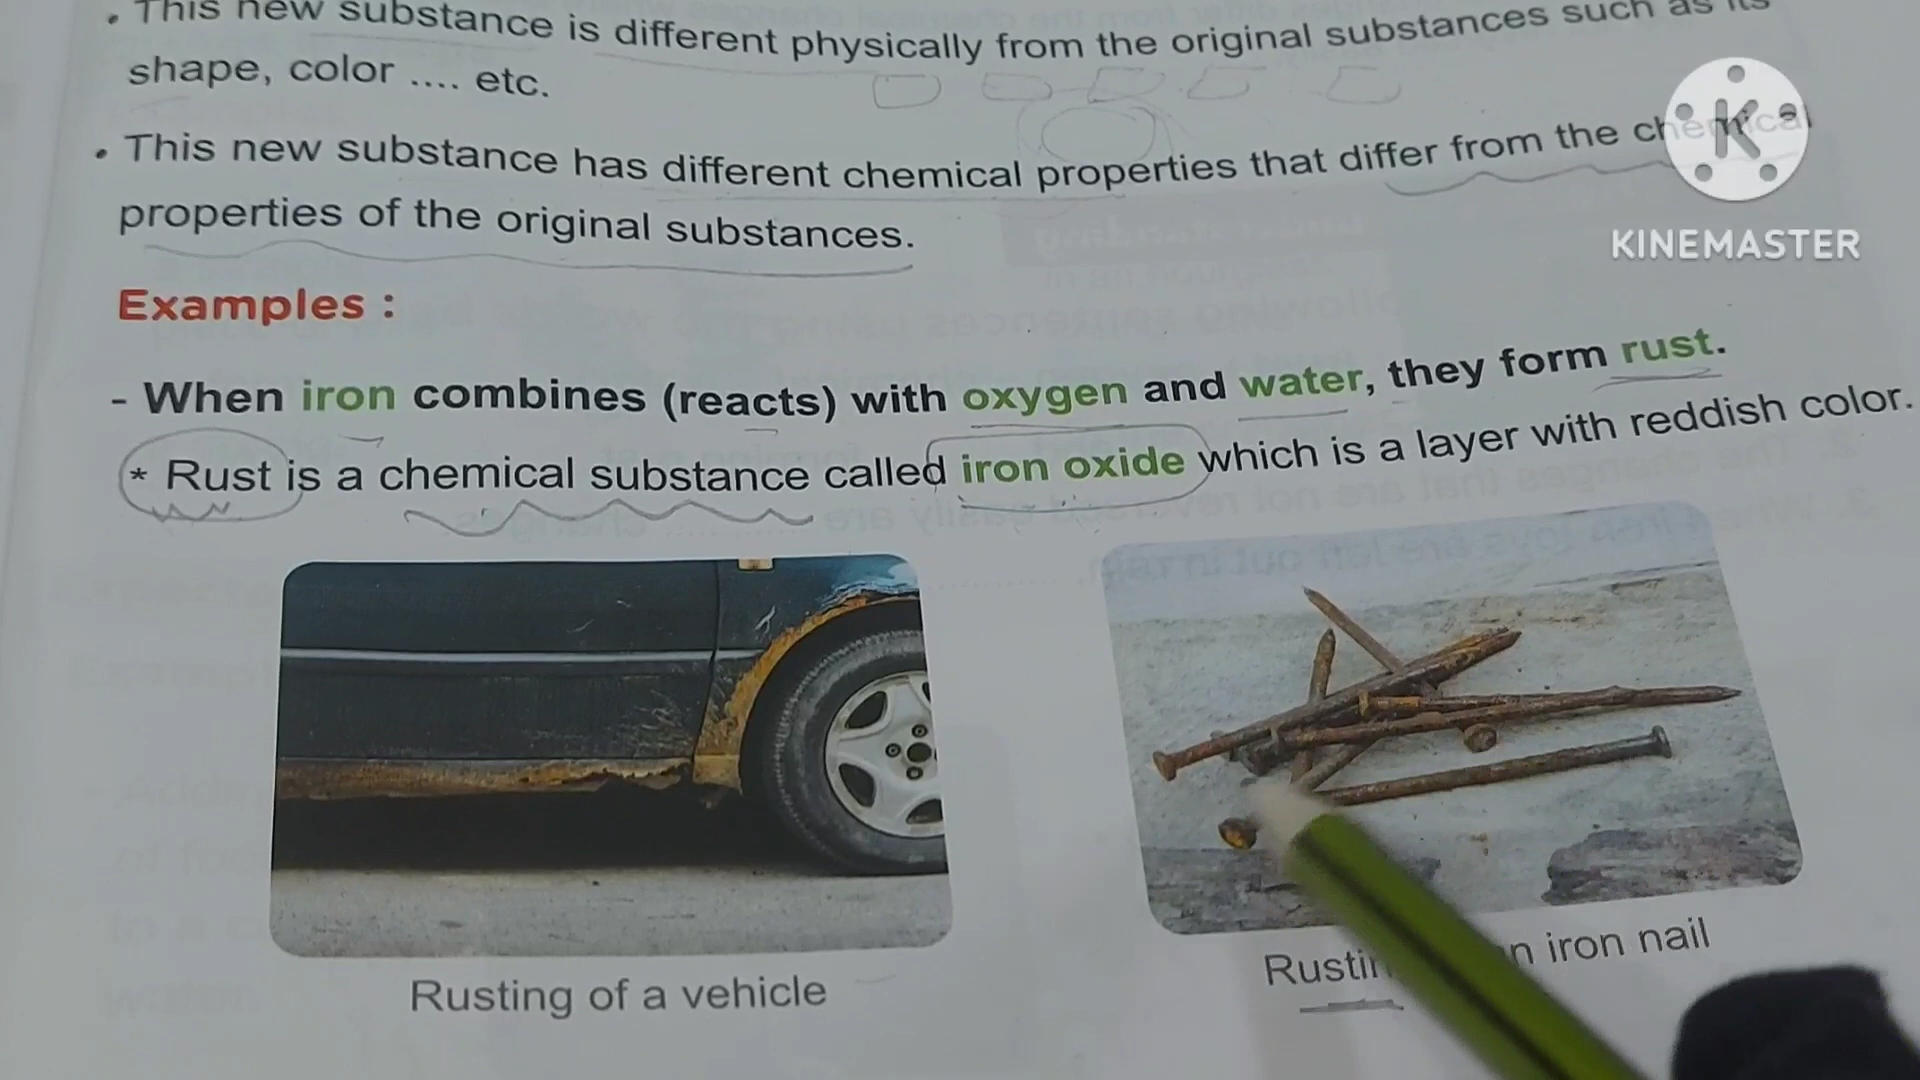 • This new substance is different physically from the original substances such as its
shape, color .... etc.
• This new substance has different chemical properties that differ from the chemical
properties of the original substances.
Examples :
- When iron combines (reacts) with oxygen and water, they form rust.
* Rust is a chemical substance called iron oxide which is a layer with reddish color.
Rusting of a vehicle
iron nail
KINEMASTER